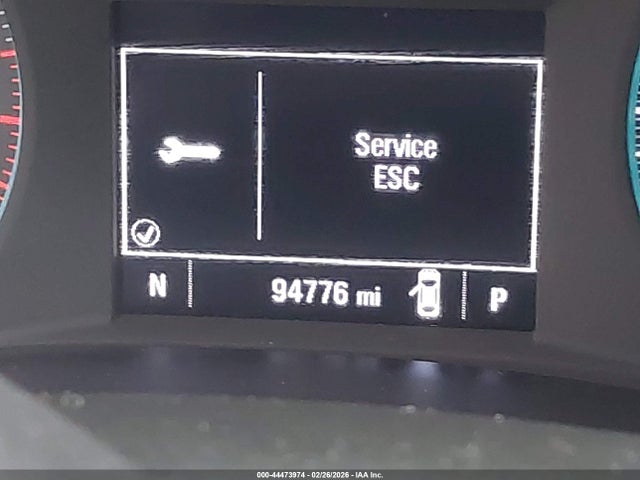 Service
ESC
N 94776 mi P
000-44473974 - 02/26/2026 - IAA Inc.